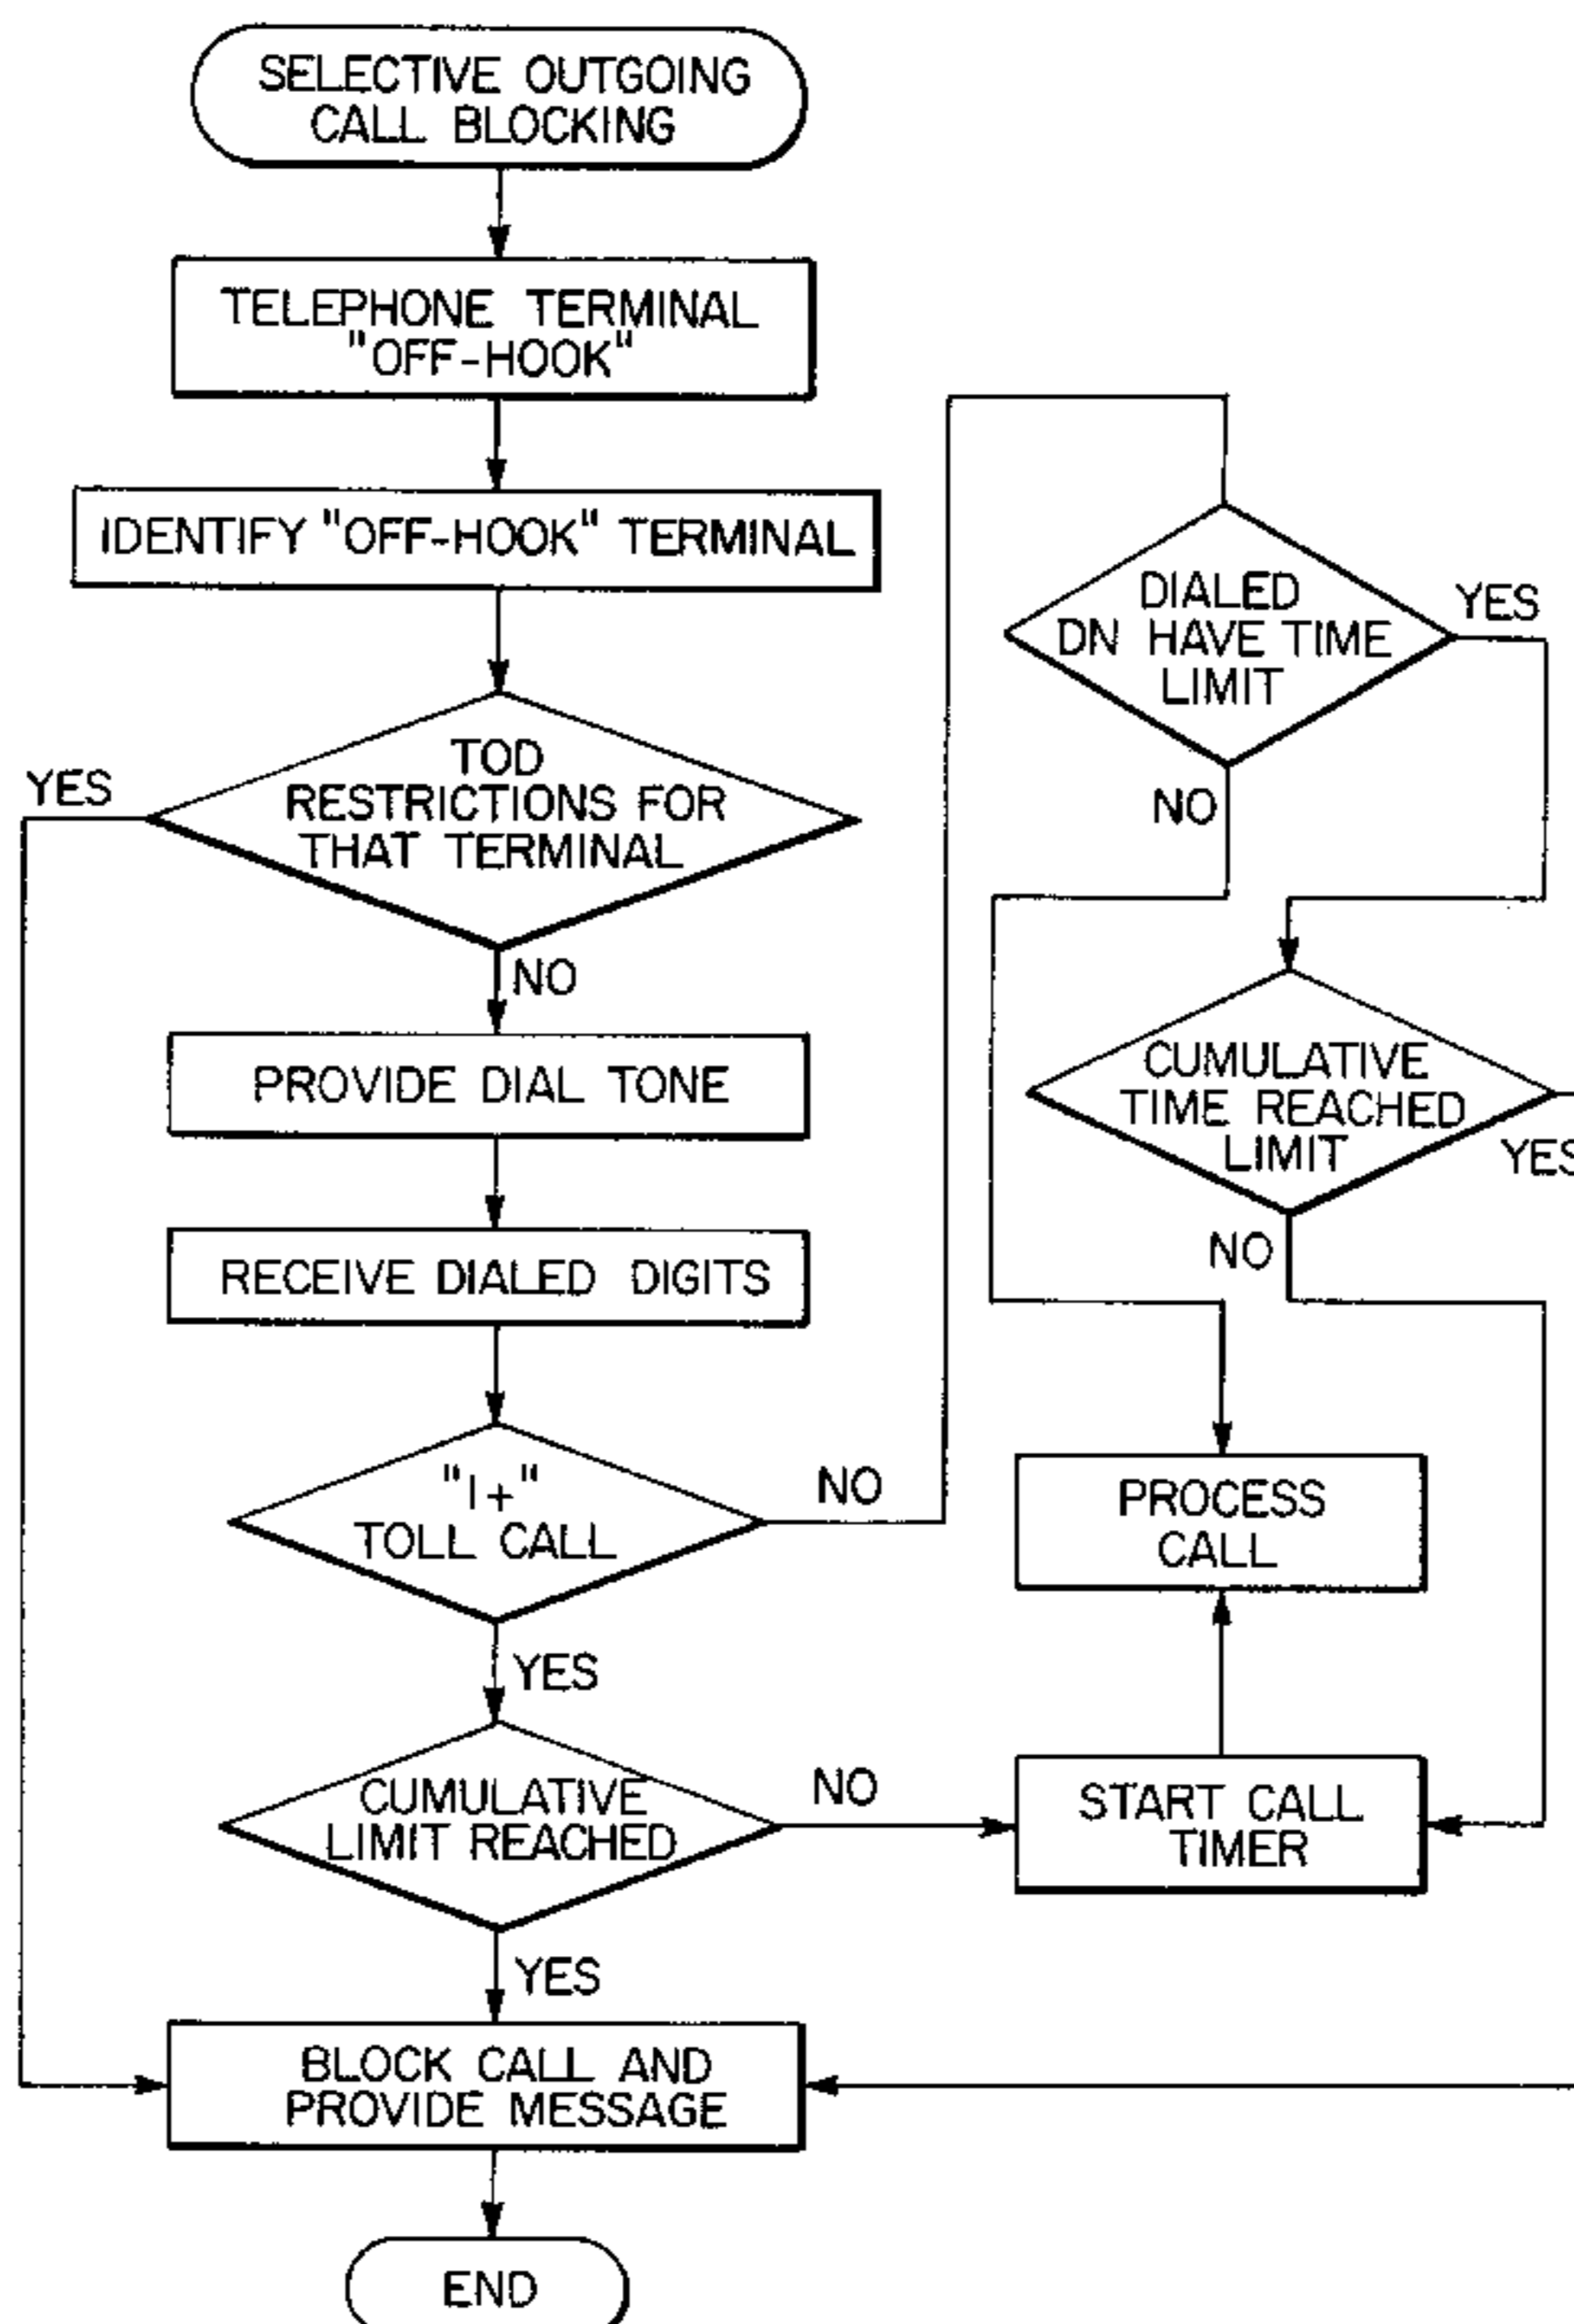 SELECTIVE OUTGOING
CALL BLOCKING
TELEPHONE TERMINAL
"OFF-HOOK"
IDENTIFY "OFF-HOOK" TERMINAL
TOD
RESTRICTIONS FOR
THAT TERMINAL
YES
NO
PROVIDE DIAL TONE
RECEIVE DIALED DIGITS
"1+"
TOLL CALL
NO
YES
CUMULATIVE
LIMIT REACHED
NO
YES
BLOCK CALL AND
PROVIDE MESSAGE
END
DIALED
DN HAVE TIME
LIMIT
YES
NO
CUMULATIVE
TIME REACHED
LIMIT
YES
NO
PROCESS
CALL
START CALL
TIMER